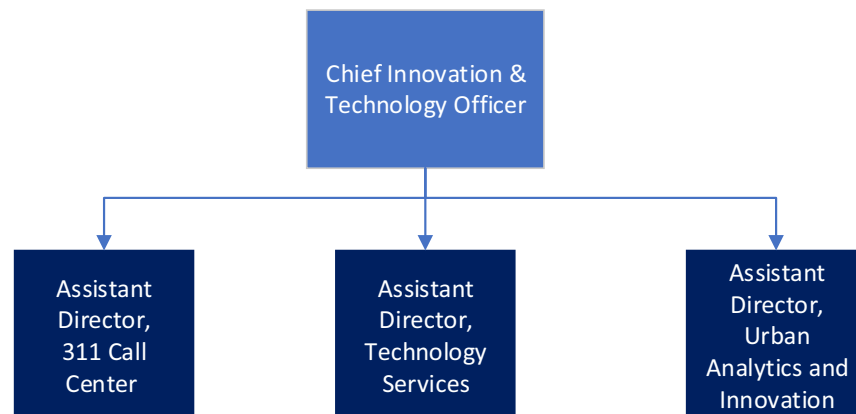 Chief Innovation &
Technology Officer
Assistant
Director,
311 Call
Center
Assistant
Director,
Technology
Services
Assistant
Director,
Urban
Analytics and
Innovation